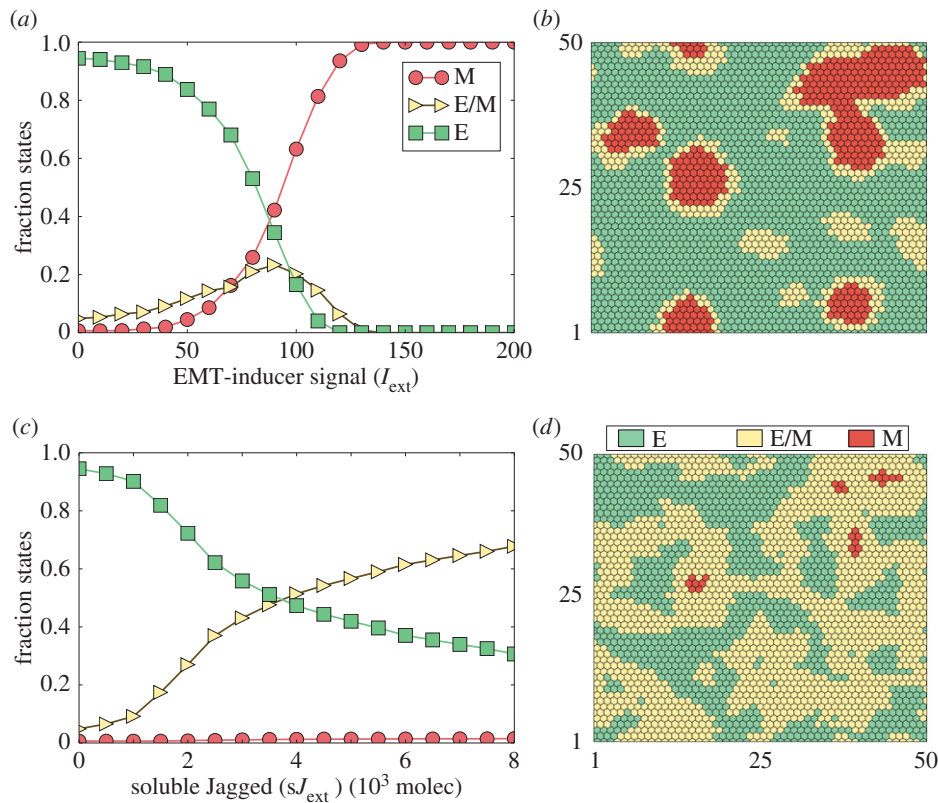 (a)
1.0
0.8
0.6
0.4
0.2
0
fraction states
M
E/M
E
0 50 100 150 200
EMT-inducer signal (I_ext)
(b)
50
25
1
(c)
1.0
0.8
0.6
0.4
0.2
0
fraction states
0 2 4 6 8
soluble Jagged (sJ_ext) (10³ molec)
(d)
E E/M M
50
25
1
1 25 50